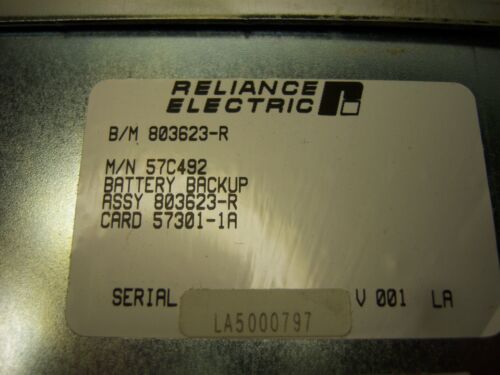 RELIANCE
ELECTRIC
B/M 803623-R
M/N 57C492
BATTERY BACKUP
ASSY 803623-R
CARD 57301-1A
SERIAL V 001 LA
LA5000797